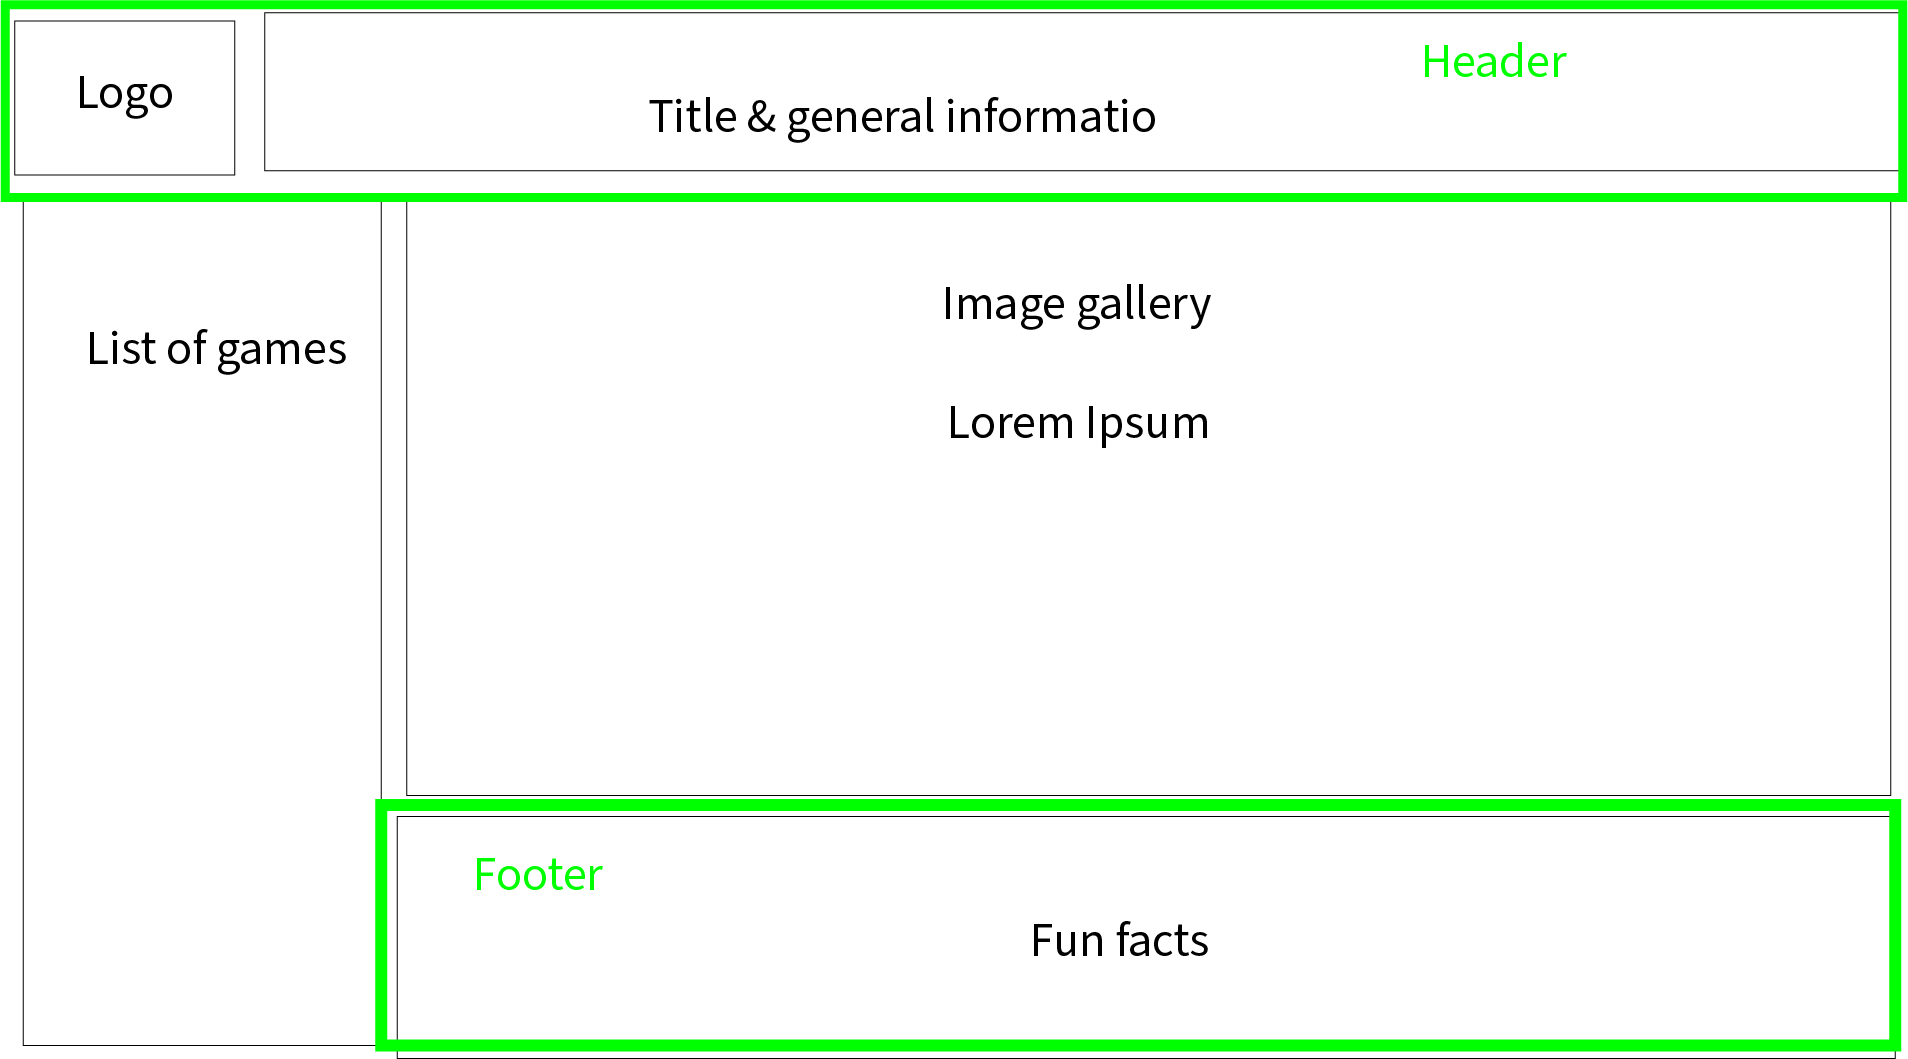 Logo
Header
Title & general informatio
List of games
Image gallery
Lorem Ipsum
Footer
Fun facts